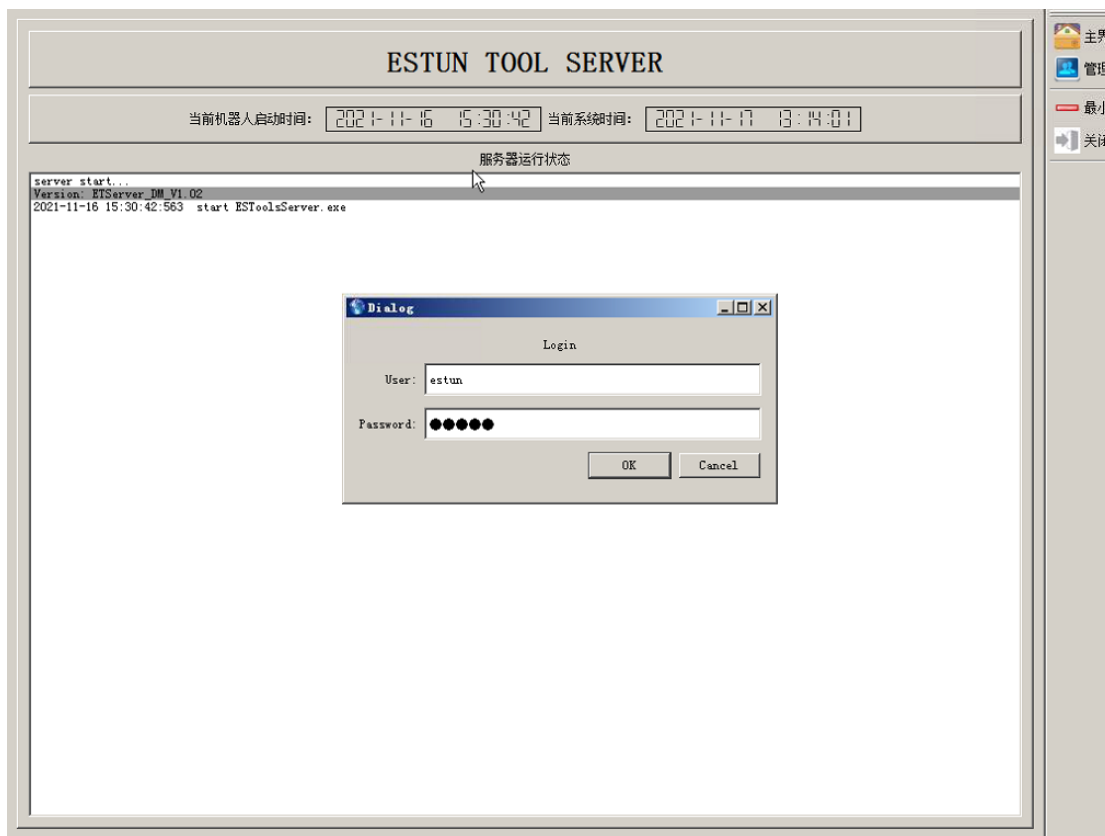 ESTUN TOOL SERVER
当前机器人启动时间: 2021-11-16 15:30:42 当前系统时间: 2021-11-17 13:14:01
服务器运行状态
server start...
Version: ETServer_DM_V1.02
2021-11-16 15:30:42:563 start ESToolsServer.exe
Dialog
Login
User: estun
Password: ●●●●●
OK Cancel
主界
管理
最小
关闭